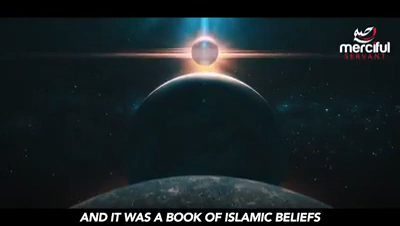 merciful
SERVANT
AND IT WAS A BOOK OF ISLAMIC BELIEFS